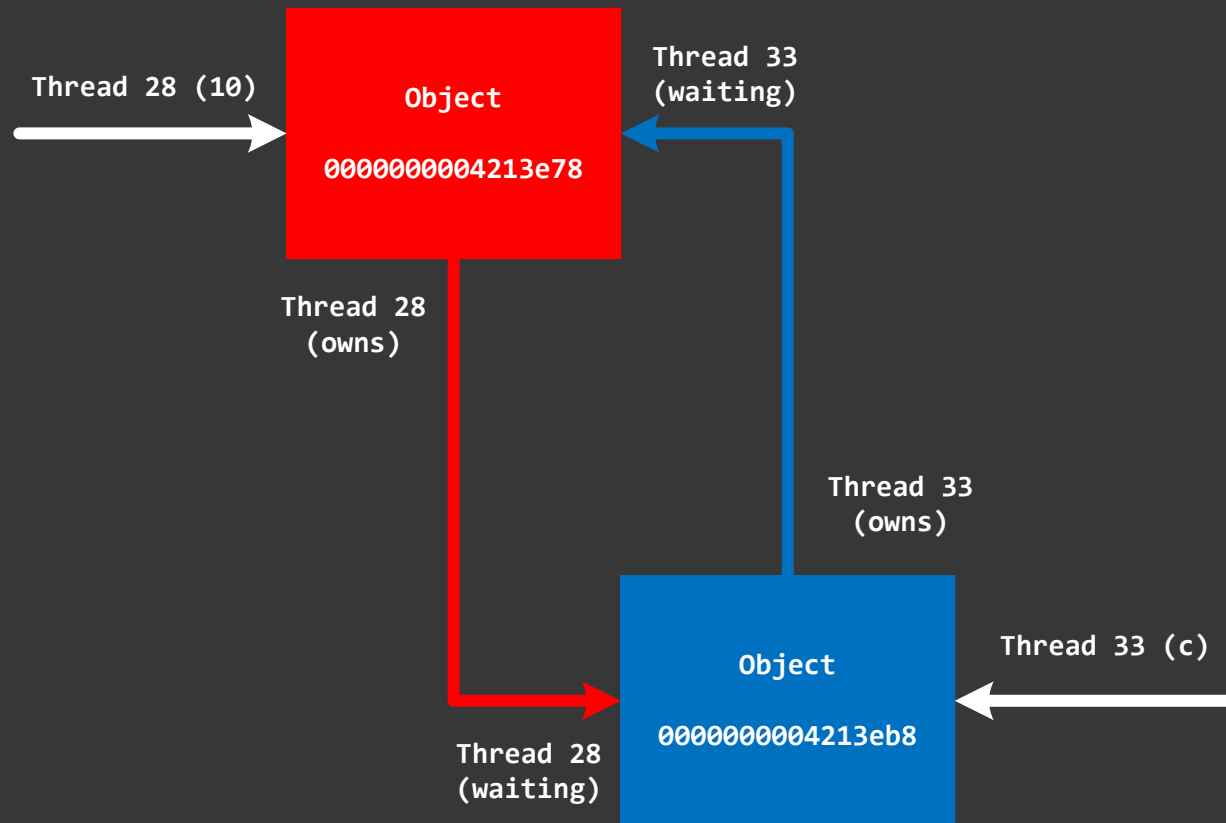 Thread 28 (10)
Object
0000000004213e78
Thread 33
(waiting)
Thread 28
(owns)
Thread 33
(owns)
Thread 28
(waiting)
Object
0000000004213eb8
Thread 33 (c)